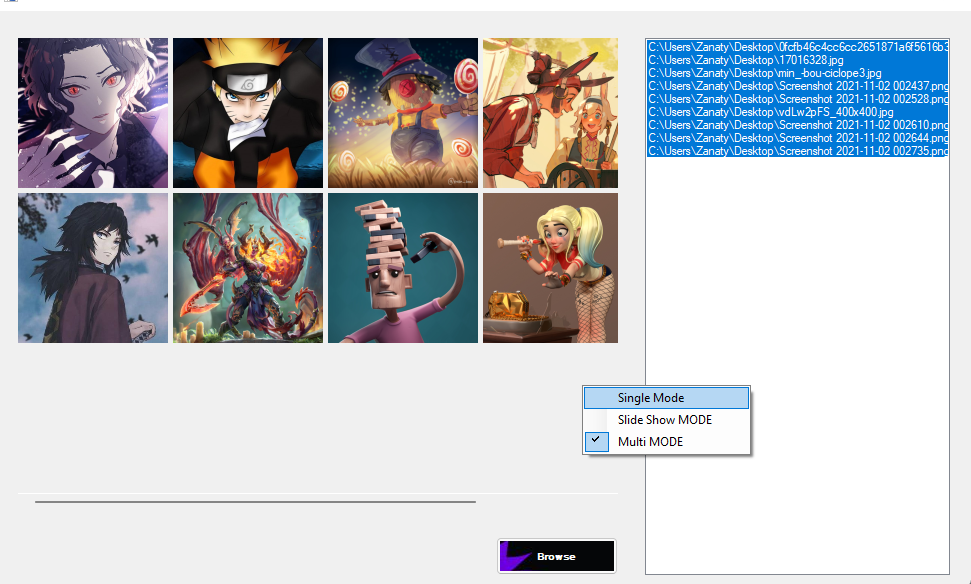 C:\Users\Zanaty\Desktop\0fcfb46c4cc6cc2651871a6f5616b3
C:\Users\Zanaty\Desktop\17016328.jpg
C:\Users\Zanaty\Desktop\min_-bou-ciclope3.jpg
C:\Users\Zanaty\Desktop\Screenshot 2021-11-02 002437.png
C:\Users\Zanaty\Desktop\Screenshot 2021-11-02 002528.png
C:\Users\Zanaty\Desktop\vdLw2pFS_400x400.jpg
C:\Users\Zanaty\Desktop\Screenshot 2021-11-02 002610.png
C:\Users\Zanaty\Desktop\Screenshot 2021-11-02 002644.png
C:\Users\Zanaty\Desktop\Screenshot 2021-11-02 002735.png
Single Mode
Slide Show MODE
Multi MODE
Browse